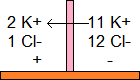 2 K+ 11 K+
1 Cl- 12 Cl-
+ -